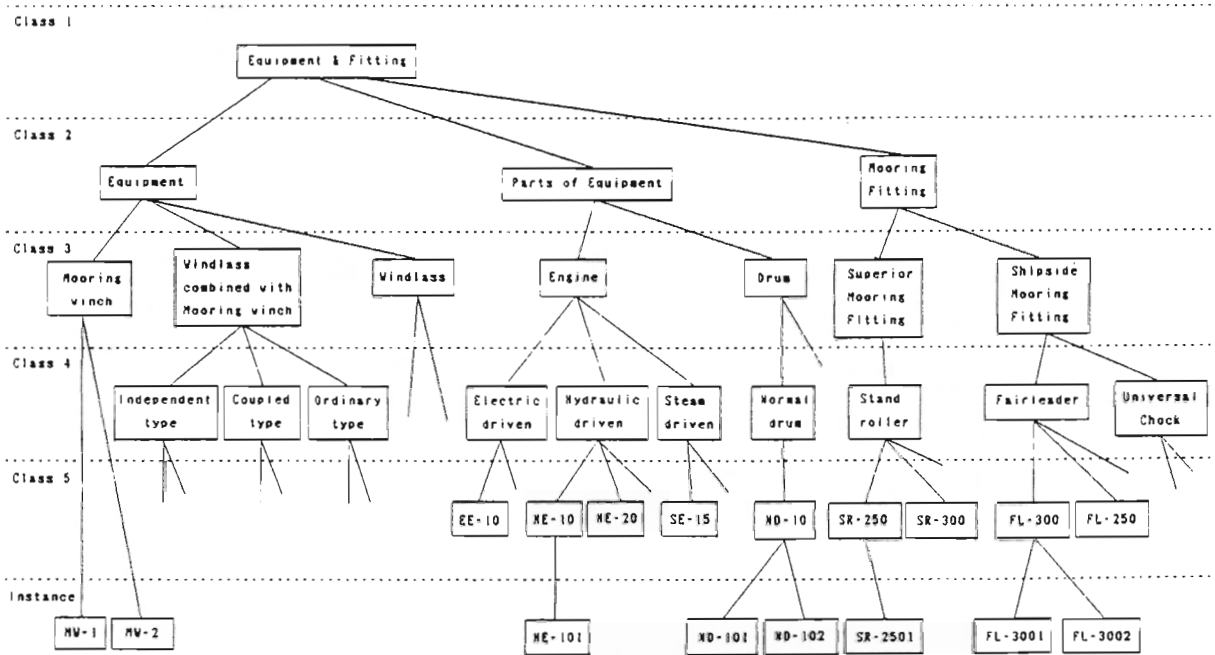 Class 1
Equipment & Fitting
Class 2
Equipment
Parts of Equipment
Mooring
Fitting
Class 3
Mooring
winch
Windlass
combined with
Mooring winch
Windlass
Engine
Drum
Superior
Mooring
Fitting
Shipside
Mooring
Fitting
Class 4
Independent
type
Coupled
type
Ordinary
type
Electric
driven
Hydraulic
driven
Steam
driven
Normal
drum
Stand
roller
Fairleader
Universal
Chock
Class 5
EE-10
HE-10
HE-20
SE-15
ND-10
SR-250
SR-300
FL-300
FL-250
Instance
MW-1
MW-2
HE-101
ND-101
ND-102
SR-2501
FL-3001
FL-3002